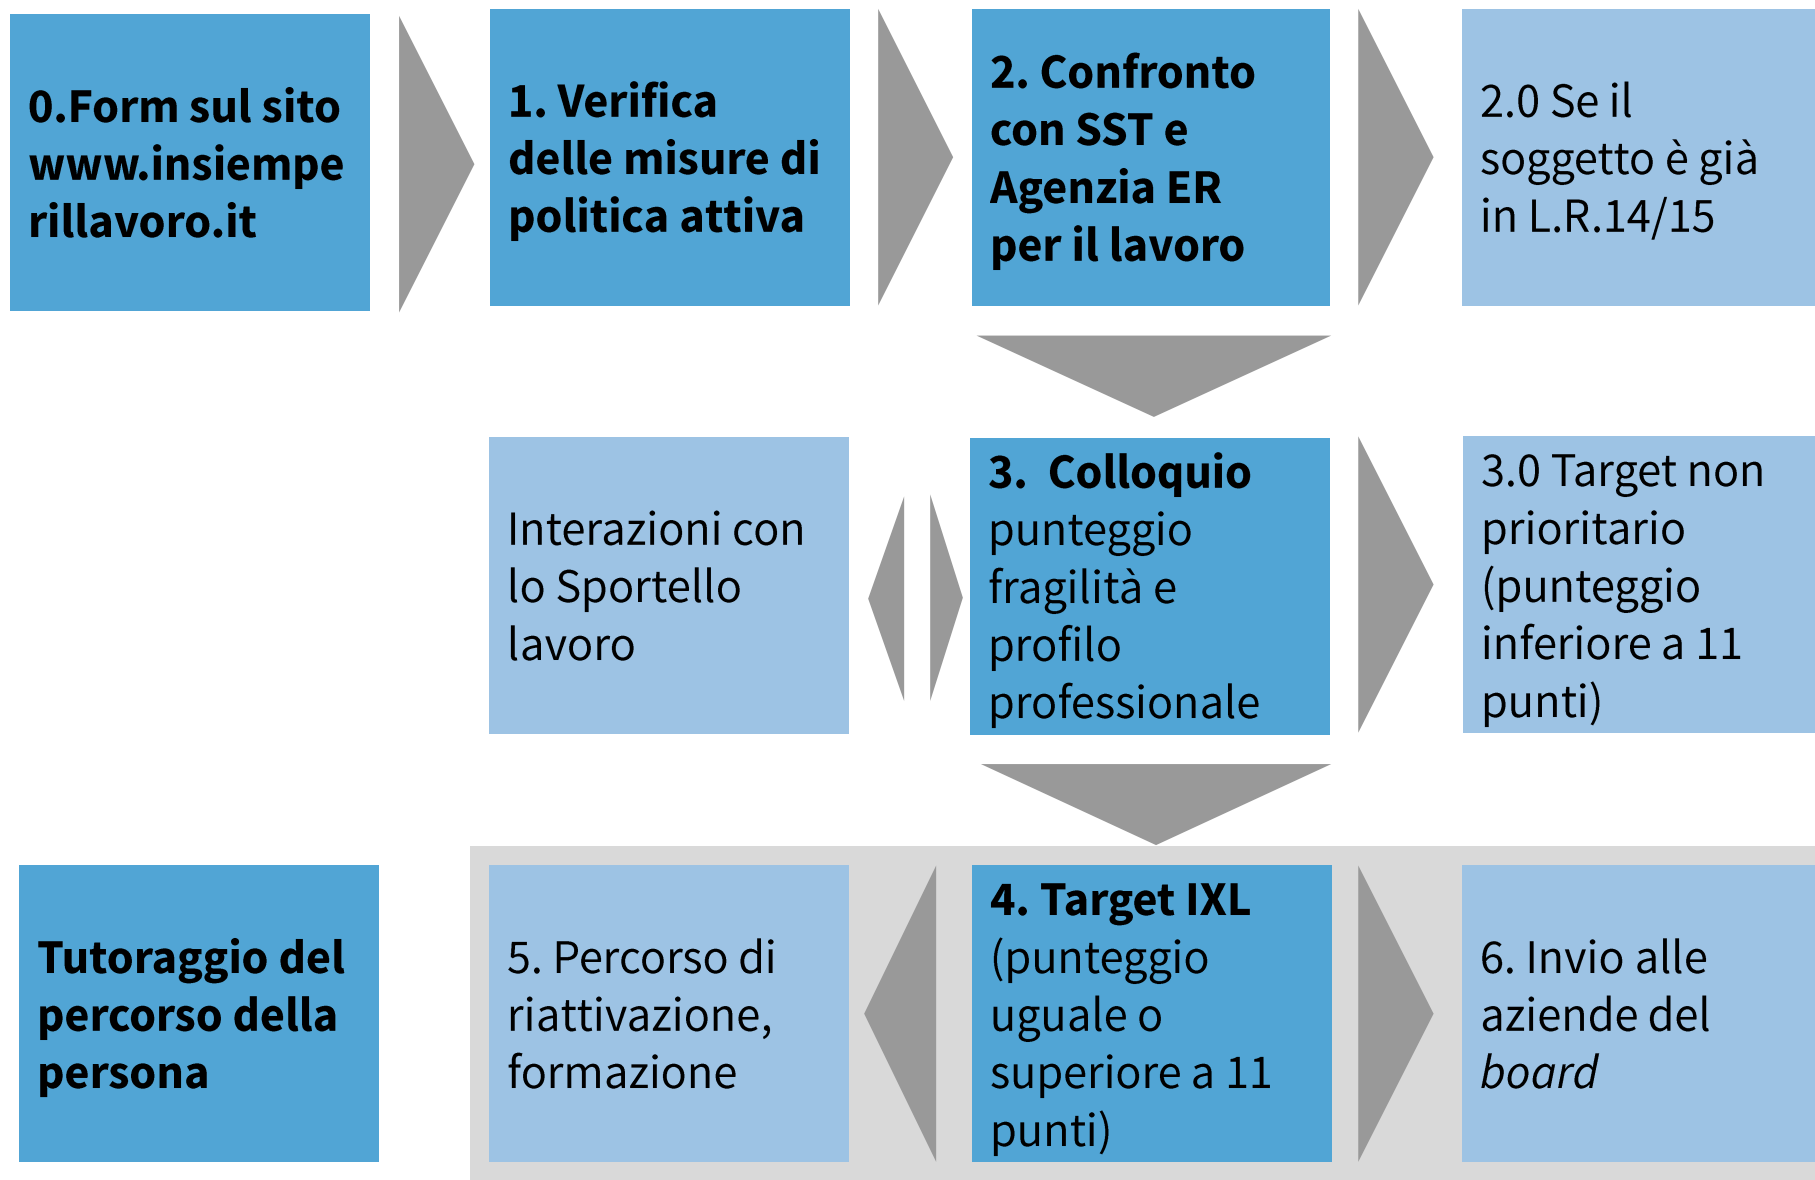 0.Form sul sito
www.insiempe
rillavoro.it
1. Verifica
delle misure di
politica attiva
2. Confronto
con SST e
Agenzia ER
per il lavoro
2.0 Se il
soggetto è già
in L.R.14/15
Interazioni con
lo Sportello
lavoro
3.  Colloquio
punteggio
fragilità e
profilo
professionale
3.0 Target non
prioritario
(punteggio
inferiore a 11
punti)
Tutoraggio del
percorso della
persona
5. Percorso di
riattivazione,
formazione
4. Target IXL
(punteggio
uguale o
superiore a 11
punti)
6. Invio alle
aziende del
board